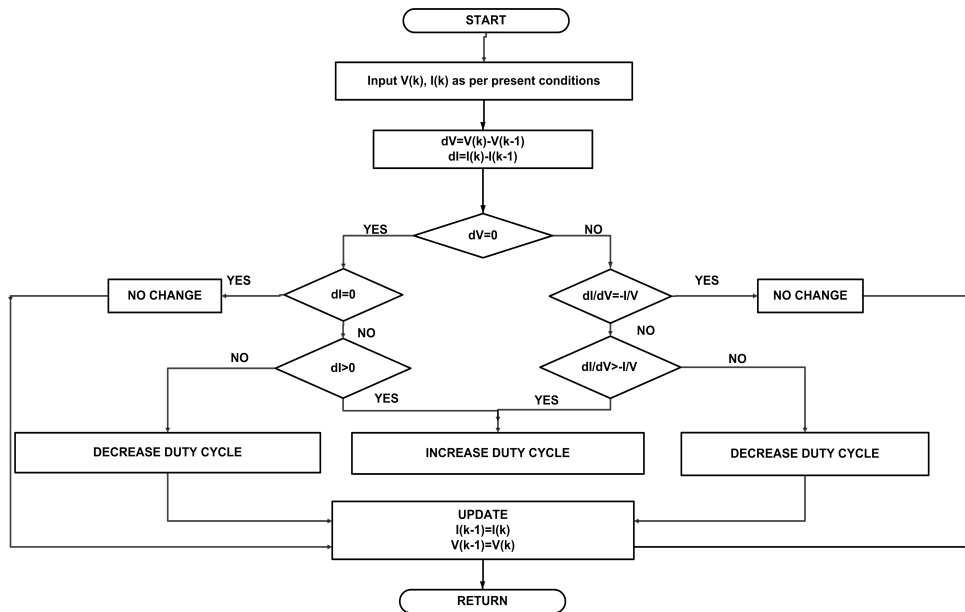 START
Input V(k), I(k) as per present conditions
dV=V(k)-V(k-1)
dI=I(k)-I(k-1)
YES
dV=0
NO
YES
NO CHANGE
dI=0
dI/dV=-I/V
YES
NO CHANGE
NO
NO
NO
dI>0
dI/dV>-I/V
NO
YES
YES
DECREASE DUTY CYCLE
INCREASE DUTY CYCLE
DECREASE DUTY CYCLE
UPDATE
I(k-1)=I(k)
V(k-1)=V(k)
RETURN